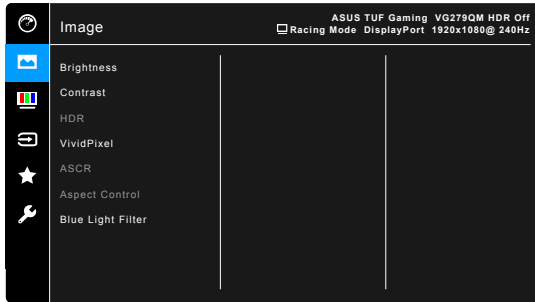 Image
ASUS TUF Gaming VG279QM HDR Off
Racing Mode DisplayPort 1920x1080@ 240Hz
Brightness
Contrast
HDR
VividPixel
ASCR
Aspect Control
Blue Light Filter